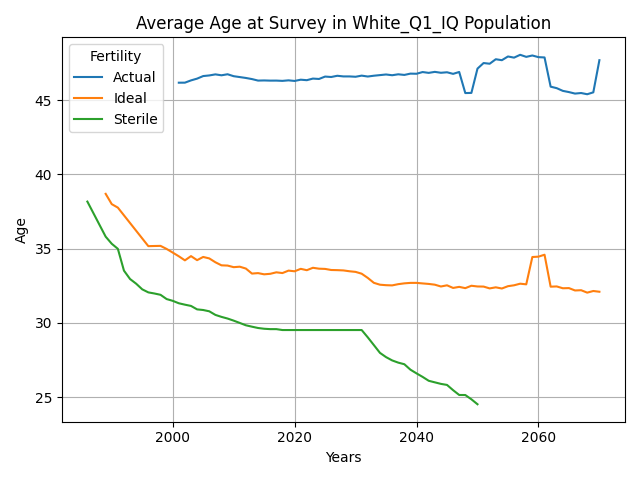 Average Age at Survey in White_Q1_IQ Population
Fertility
Actual
Ideal
Sterile
45
40
35
30
25
Age
2000
2020
2040
2060
Years